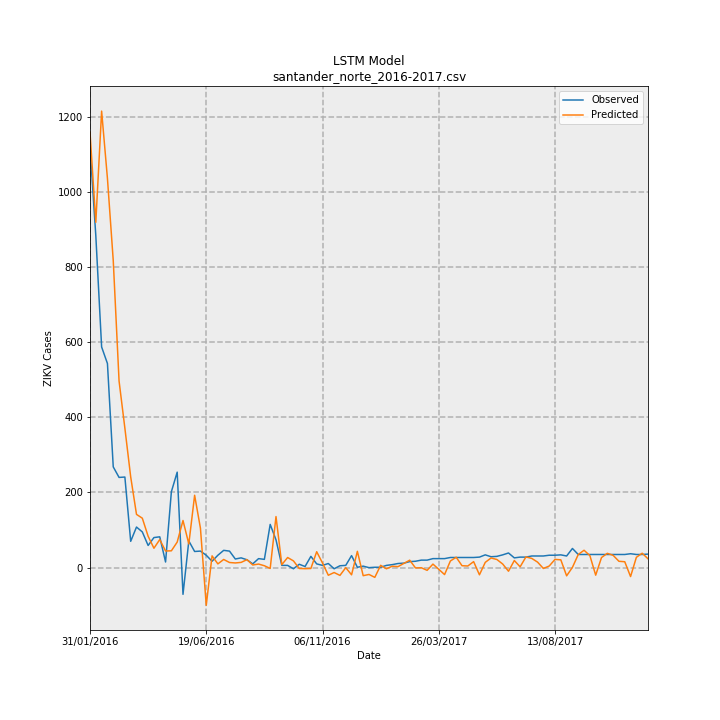 LSTM Model
santander_norte_2016-2017.csv
Observed
Predicted
1200
1000
800
600
400
200
0
ZIKV Cases
31/01/2016
19/06/2016
06/11/2016
26/03/2017
13/08/2017
Date